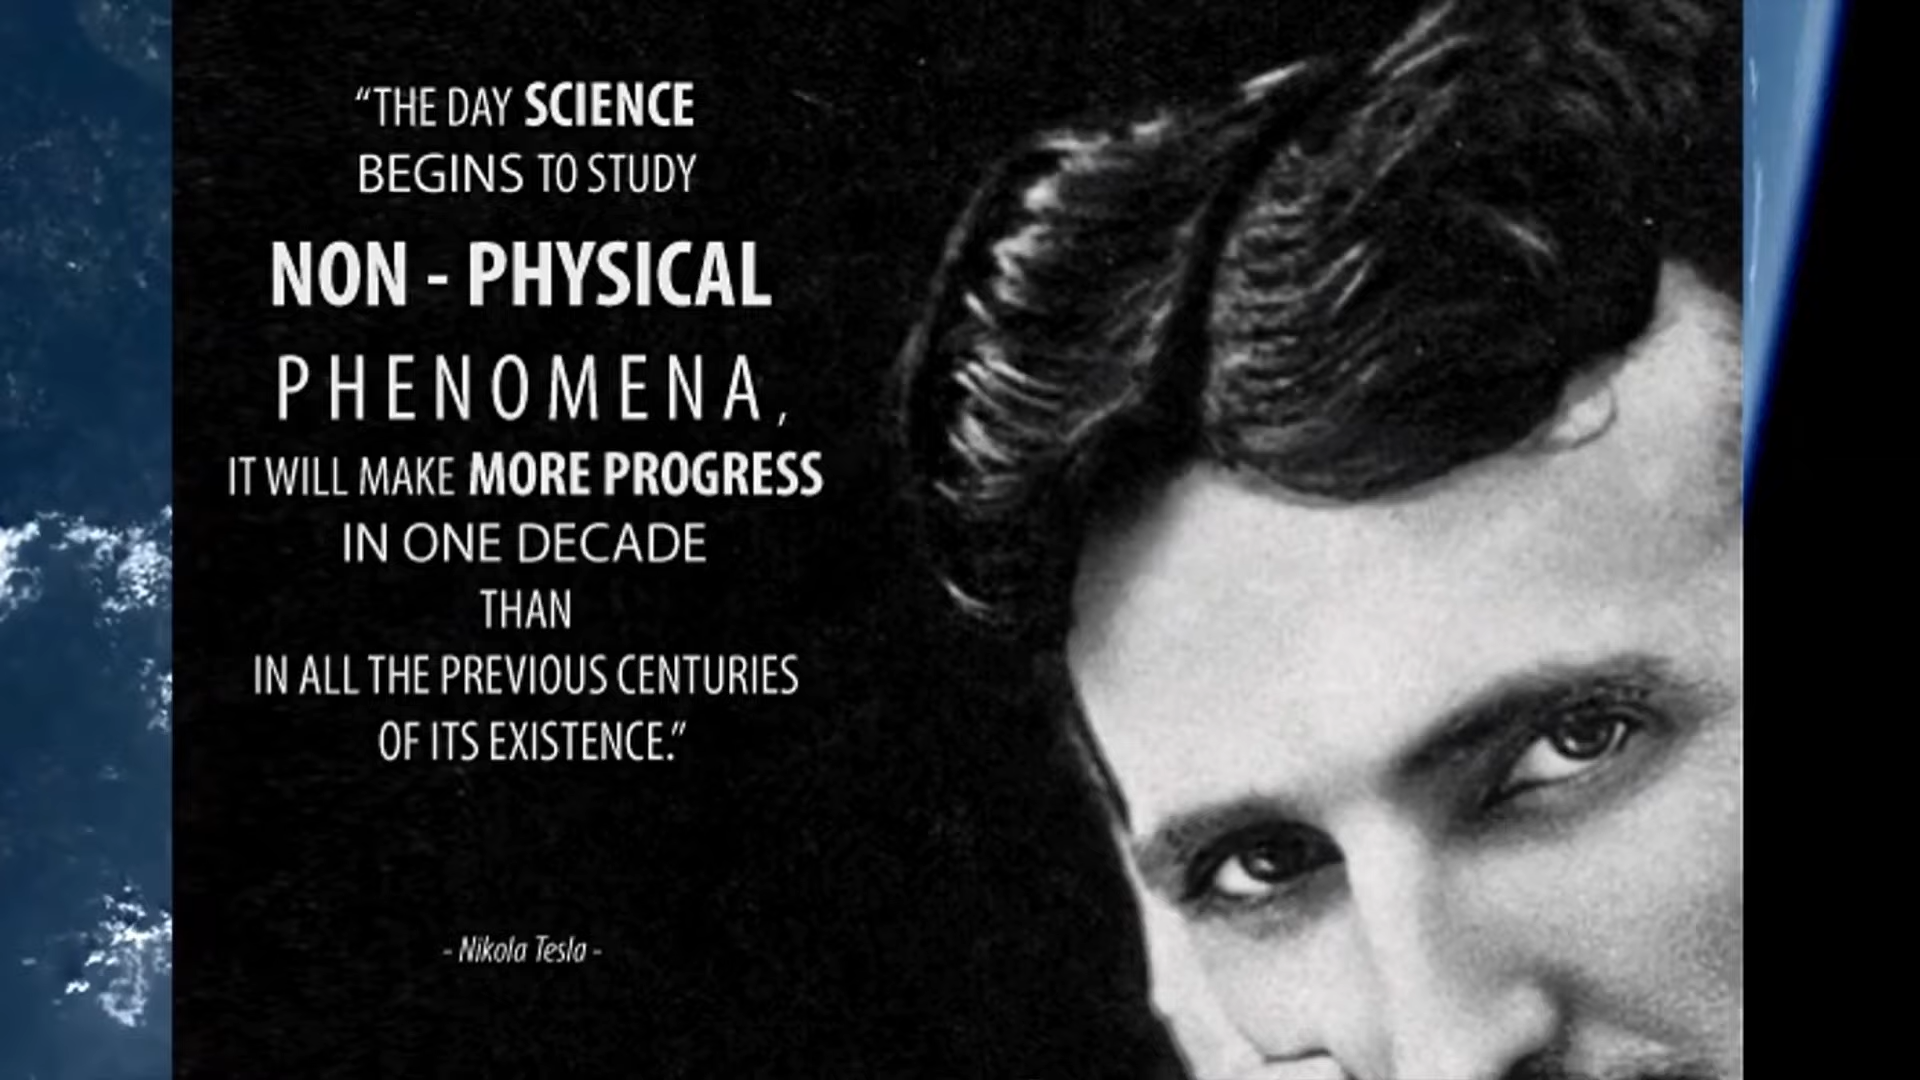 “THE DAY SCIENCE
BEGINS TO STUDY
NON - PHYSICAL
PHENOMENA,
IT WILL MAKE MORE PROGRESS
IN ONE DECADE
THAN
IN ALL THE PREVIOUS CENTURIES
OF ITS EXISTENCE.”
- Nikola Tesla -